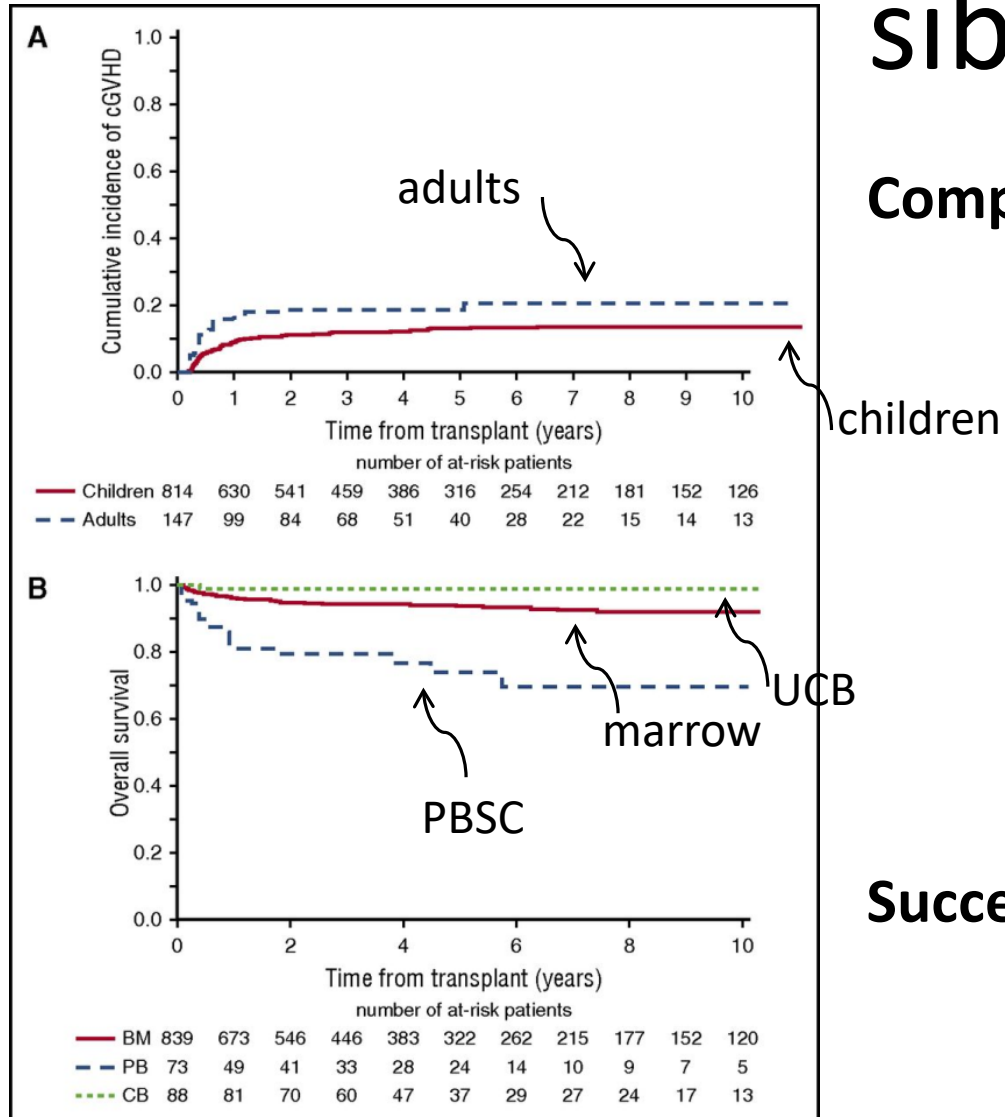 A
Cumulative incidence of cGVHD
1.0
0.8
0.6
0.4
0.2
0.0
adults
children
0 1 2 3 4 5 6 7 8 9 10
Time from transplant (years)
number of at-risk patients
Children 814 630 541 459 386 316 254 212 181 152 126
Adults 147 99 84 68 51 40 28 22 15 14 13
B
Overall survival
1.0
0.8
0.6
0.4
0.2
0.0
UCB
marrow
PBSC
0 2 4 6 8 10
Time from transplant (years)
number of at-risk patients
BM 839 673 546 446 383 322 262 215 177 152 120
PB 73 49 41 33 28 24 14 10 9 7 5
CB 88 81 70 60 47 37 29 27 24 17 13
sib
Comp
Succe